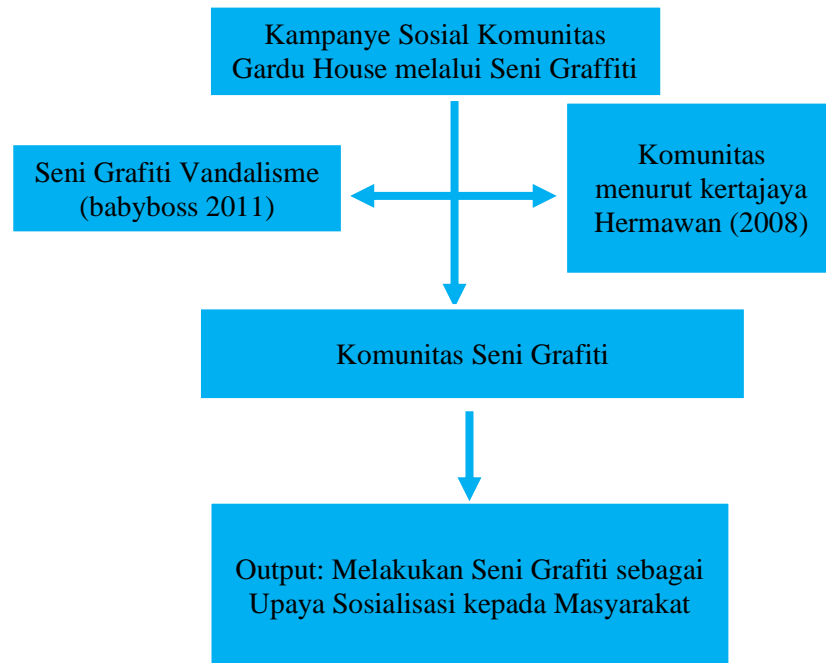 Kampanye Sosial Komunitas
Gardu House melalui Seni Graffiti
Seni Grafiti Vandalisme
(babyboss 2011)
Komunitas
menurut kertajaya
Hermawan (2008)
Komunitas Seni Grafiti
Output: Melakukan Seni Grafiti sebagai
Upaya Sosialisasi kepada Masyarakat